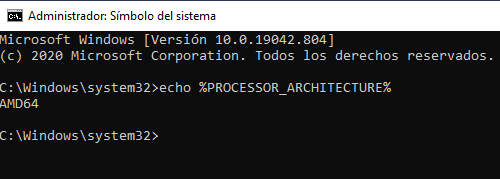 Administrador: Símbolo del sistema
Microsoft Windows [Versión 10.0.19042.804]
(c) 2020 Microsoft Corporation. Todos los derechos reservados.
C:\Windows\system32>echo %PROCESSOR_ARCHITECTURE%
AMD64
C:\Windows\system32>